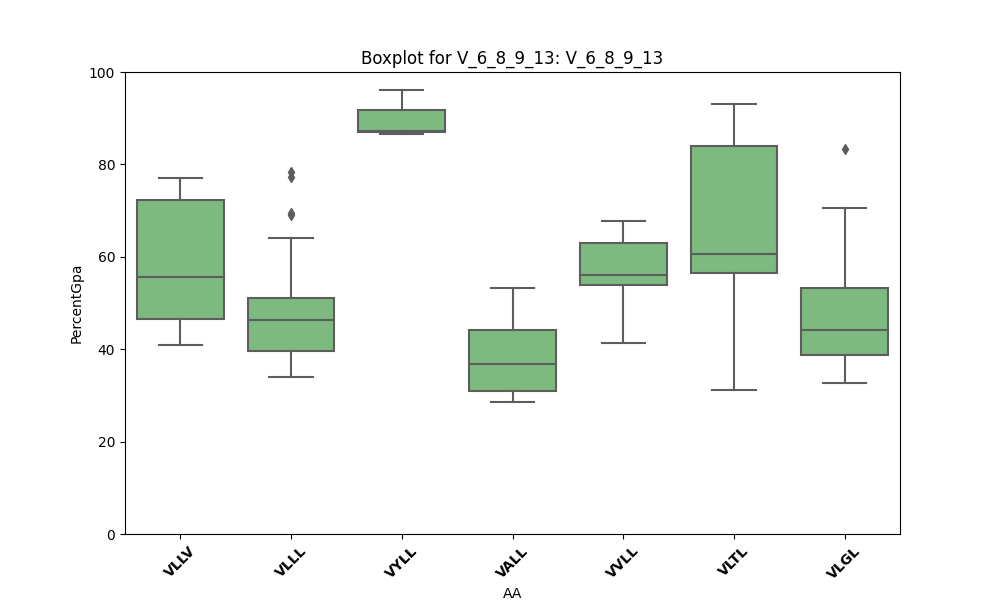 Boxplot for V_6_8_9_13: V_6_8_9_13
100
80
60
40
20
0
PercentGpa
VLLV
VLLL
VYLL
VALL
VVLL
VLTL
VLGL
AA